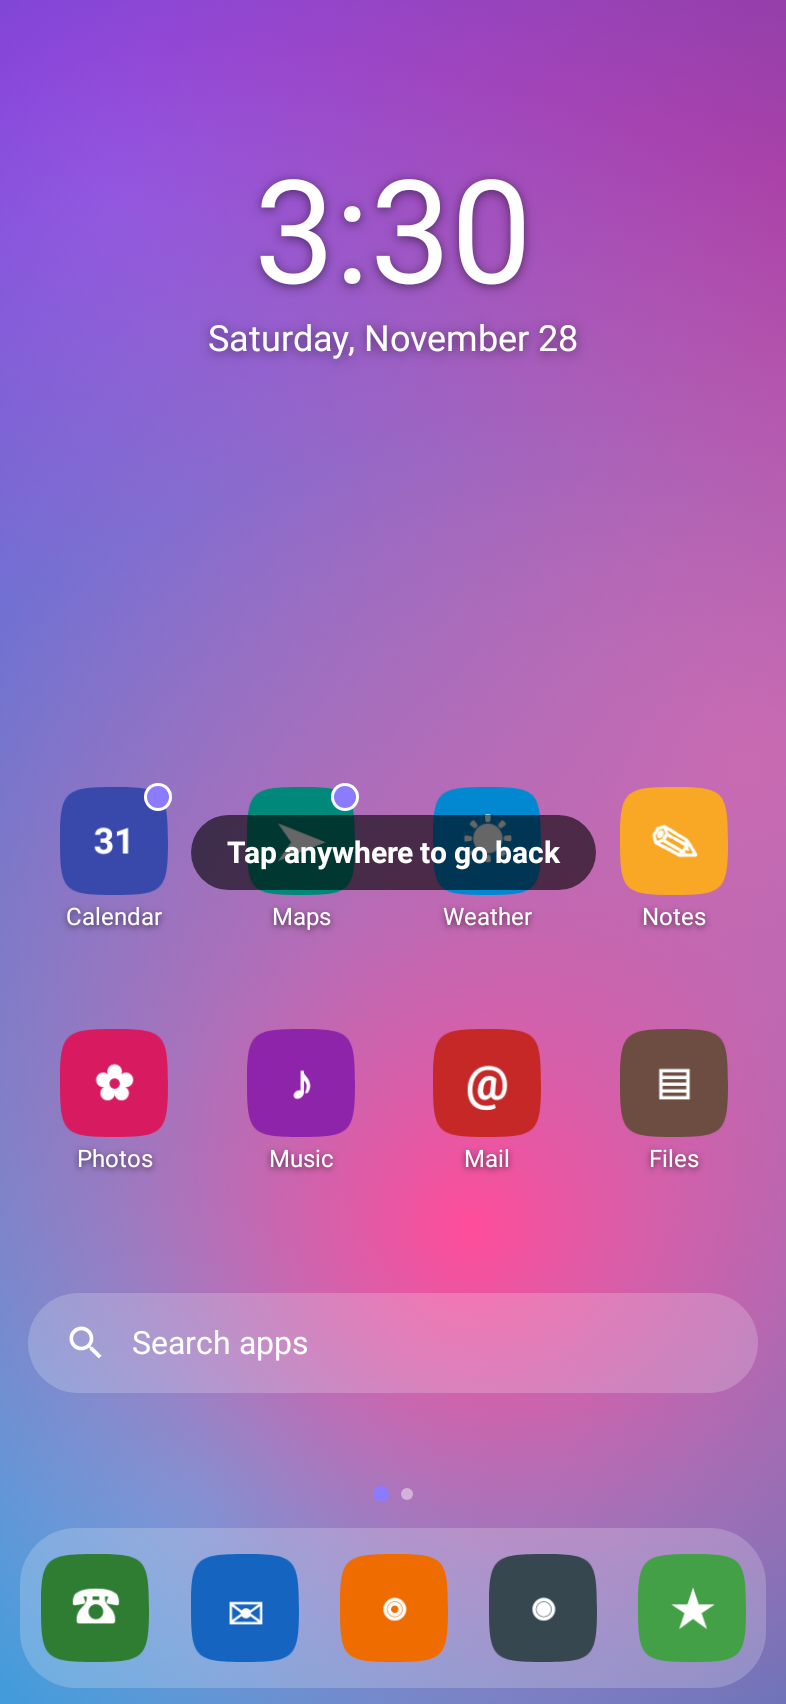 3:30
Saturday, November 28
31
Tap anywhere to go back
Calendar Maps Weather Notes
@
Photos Music Mail Files
Search apps